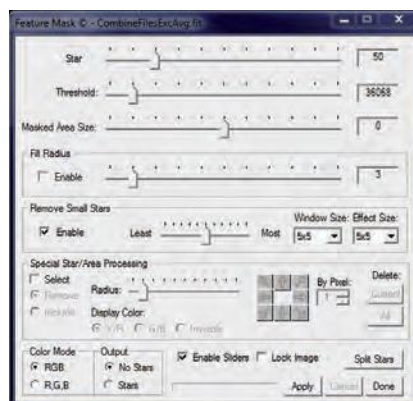 Feature Mask © - CombineFilesExcAvg.fit
Star 50
Threshold: 36068
Masked Area Size: 0
Fill Radius
Enable 3
Remove Small Stars
Window Size: Effect Size:
Enable Least Most 5x5 5x5
Special Star/Area Processing
Select Radius: By Pixel: Delete:
Remove 1 Current
Include Display Color: All
Y/B G/B Invisible
Color Mode Output Enable Sliders Lock Image Split Stars
RGB No Stars
R,G,B Stars Apply Cancel Done